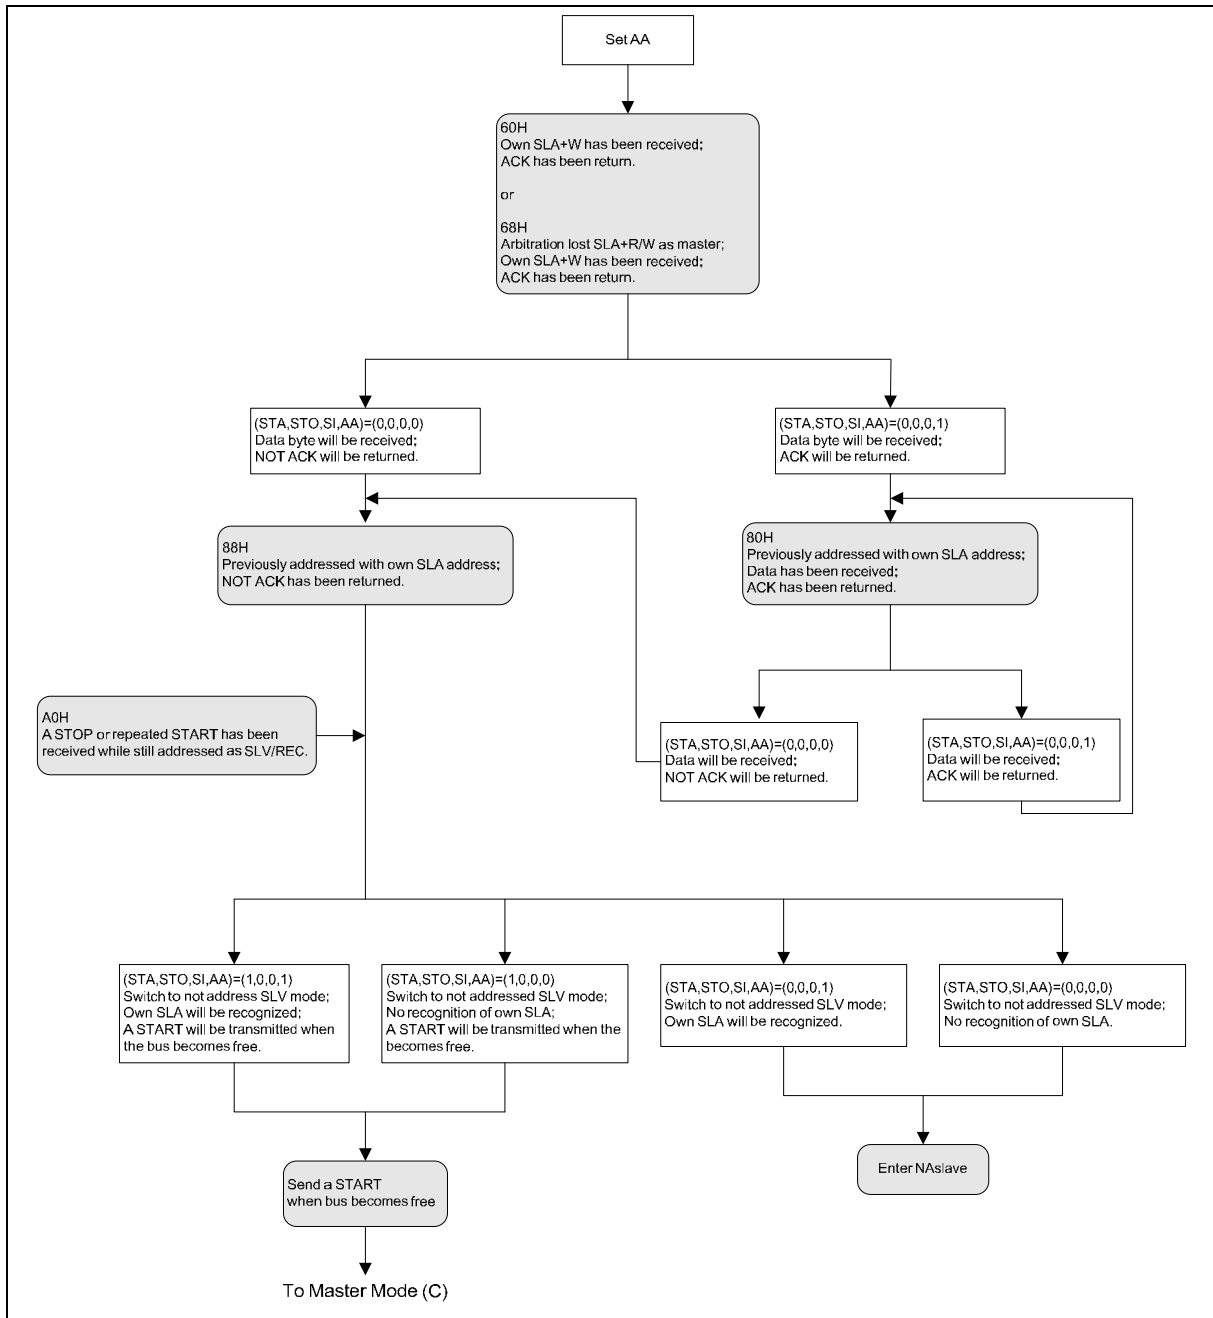 Set AA
60H
Own SLA+W has been received;
ACK has been return.
or
68H
Arbitration lost SLA+R/W as master;
Own SLA+W has been received;
ACK has been return.
(STA,STO,SI,AA)=(0,0,0,0)
Data byte will be received;
NOT ACK will be returned.
(STA,STO,SI,AA)=(0,0,0,1)
Data byte will be received;
ACK will be returned.
88H
Previously addressed with own SLA address;
NOT ACK has been returned.
80H
Previously addressed with own SLA address;
Data has been received;
ACK has been returned.
A0H
A STOP or repeated START has been
received while still addressed as SLV/REC.
(STA,STO,SI,AA)=(0,0,0,0)
Data will be received;
NOT ACK will be returned.
(STA,STO,SI,AA)=(0,0,0,1)
Data will be received;
ACK will be returned.
(STA,STO,SI,AA)=(1,0,0,1)
Switch to not address SLV mode;
Own SLA will be recognized;
A START will be transmitted when
the bus becomes free.
(STA,STO,SI,AA)=(1,0,0,0)
Switch to not addressed SLV mode;
No recognition of own SLA;
A START will be transmitted when the
becomes free.
(STA,STO,SI,AA)=(0,0,0,1)
Switch to not addressed SLV mode;
Own SLA will be recognized.
(STA,STO,SI,AA)=(0,0,0,0)
Switch to not addressed SLV mode;
No recognition of own SLA.
Send a START
when bus becomes free
Enter NAslave
To Master Mode (C)